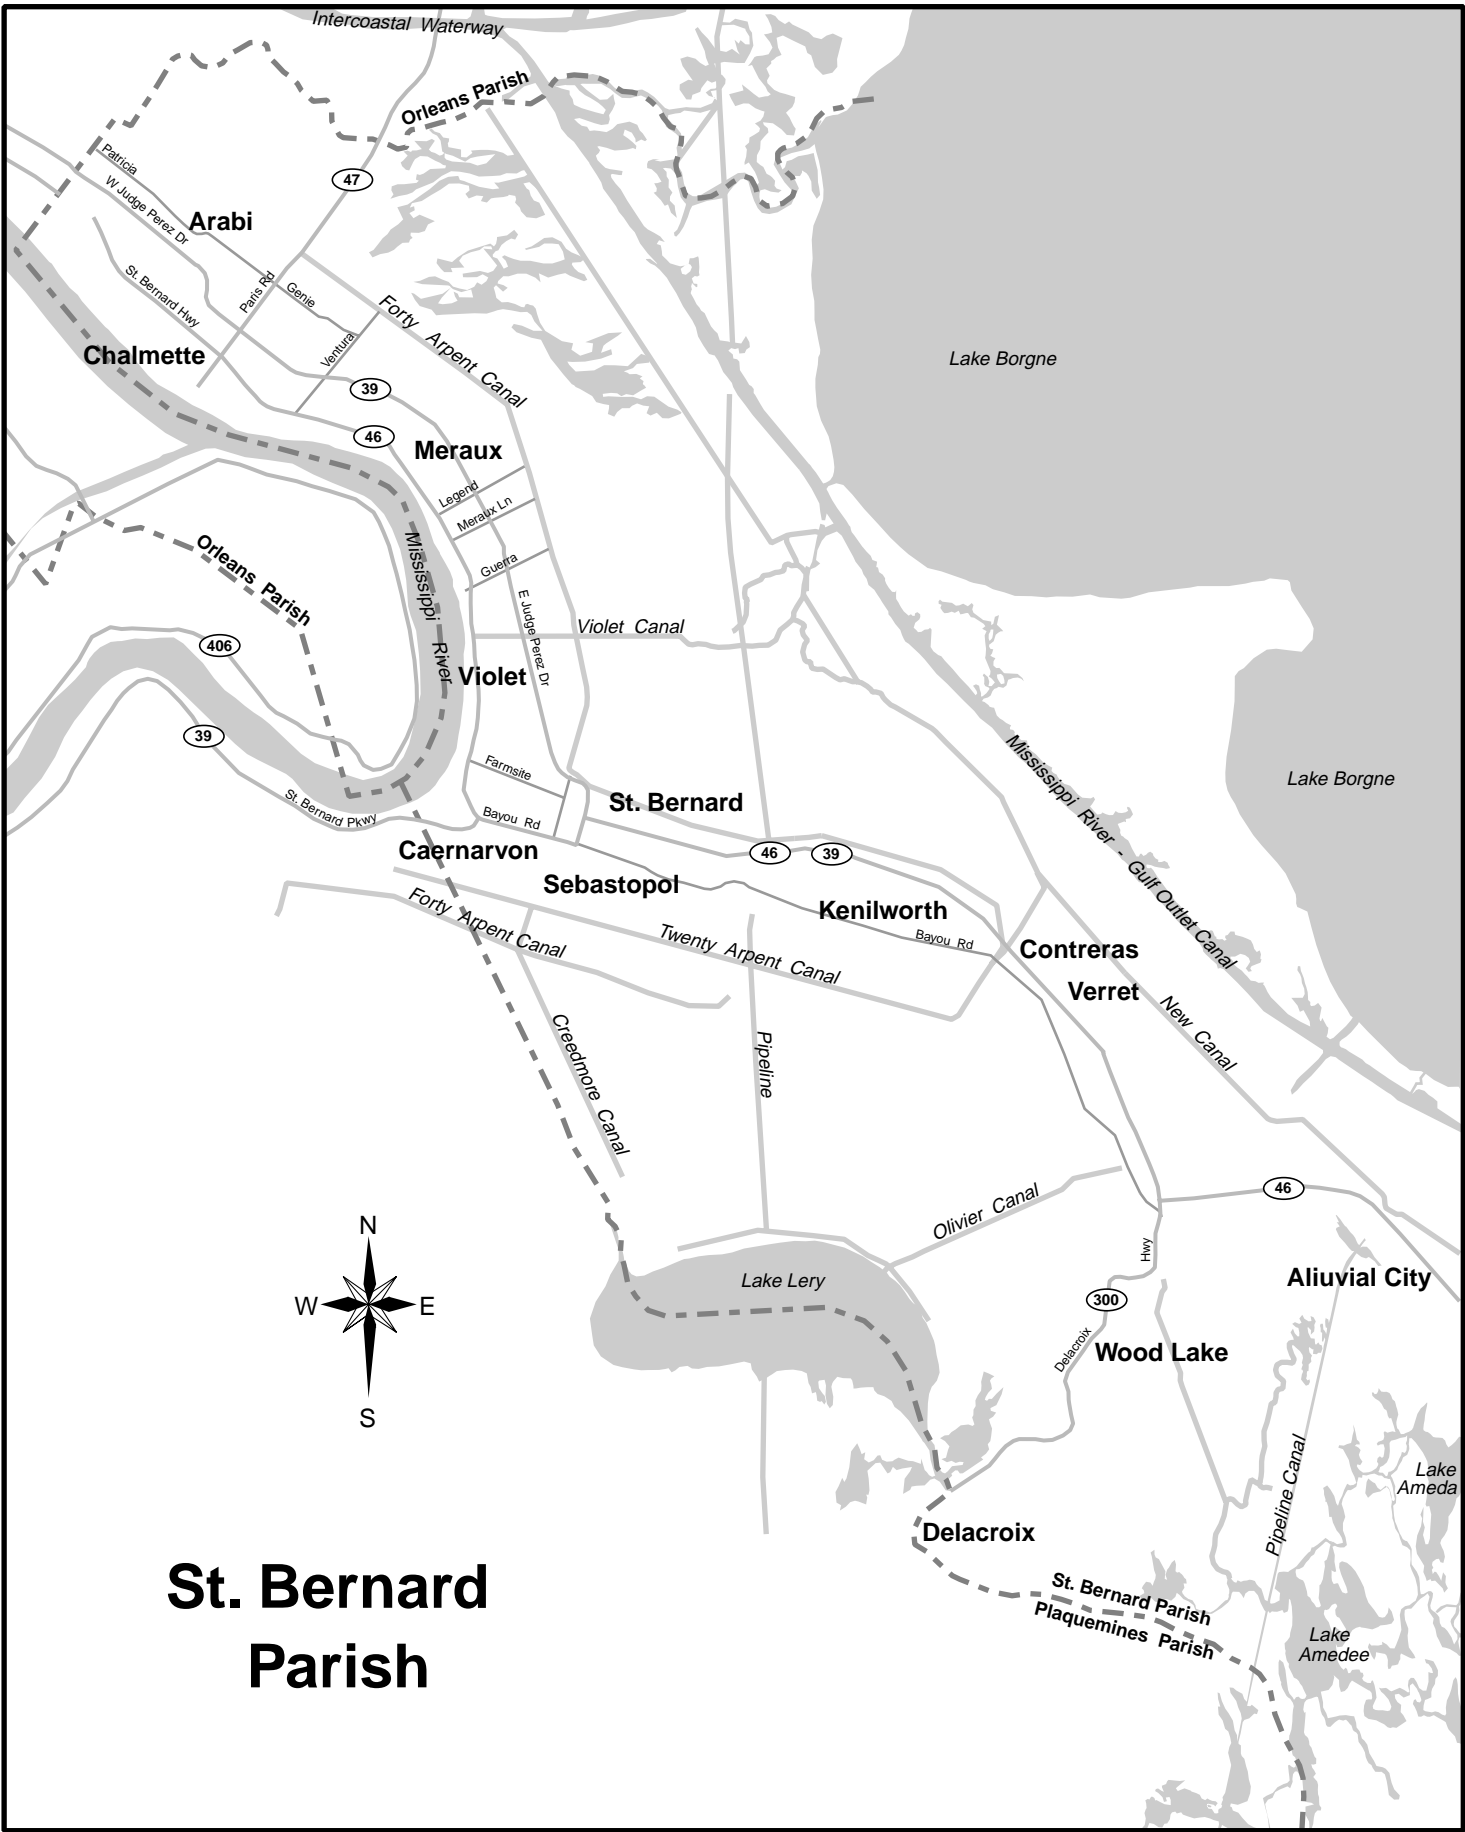 Intercoastal Waterway
Orleans Parish
47
Patricia
W Judge Perez Dr
Arabi
St. Bernard Hwy
Paris Rd
Genie
Ventura
Forty Arpent Canal
Chalmette
Lake Borgne
39
46
Meraux
Legend
Meraux Ln
Guerra
Mississippi River
Orleans Parish
E Judge Perez Dr
Violet Canal
406
Violet
39
Mississippi River - Gulf Outlet Canal
Lake Borgne
Farmsite
St. Bernard Pkwy
Bayou Rd
St. Bernard
46
39
Caernarvon
Sebastopol
Kenilworth
Forty Arpent Canal
Twenty Arpent Canal
Bayou Rd
Contreras
Verret
New Canal
Creedmore Canal
Pipeline
Olivier Canal
46
Hwy
N
W
E
S
Lake Lery
Aliuvial City
300
Delacroix
Wood Lake
Pipeline Canal
Lake
Ameda
Delacroix
St. Bernard Parish
Plaquemines Parish
Lake
Amedee
St. Bernard
Parish